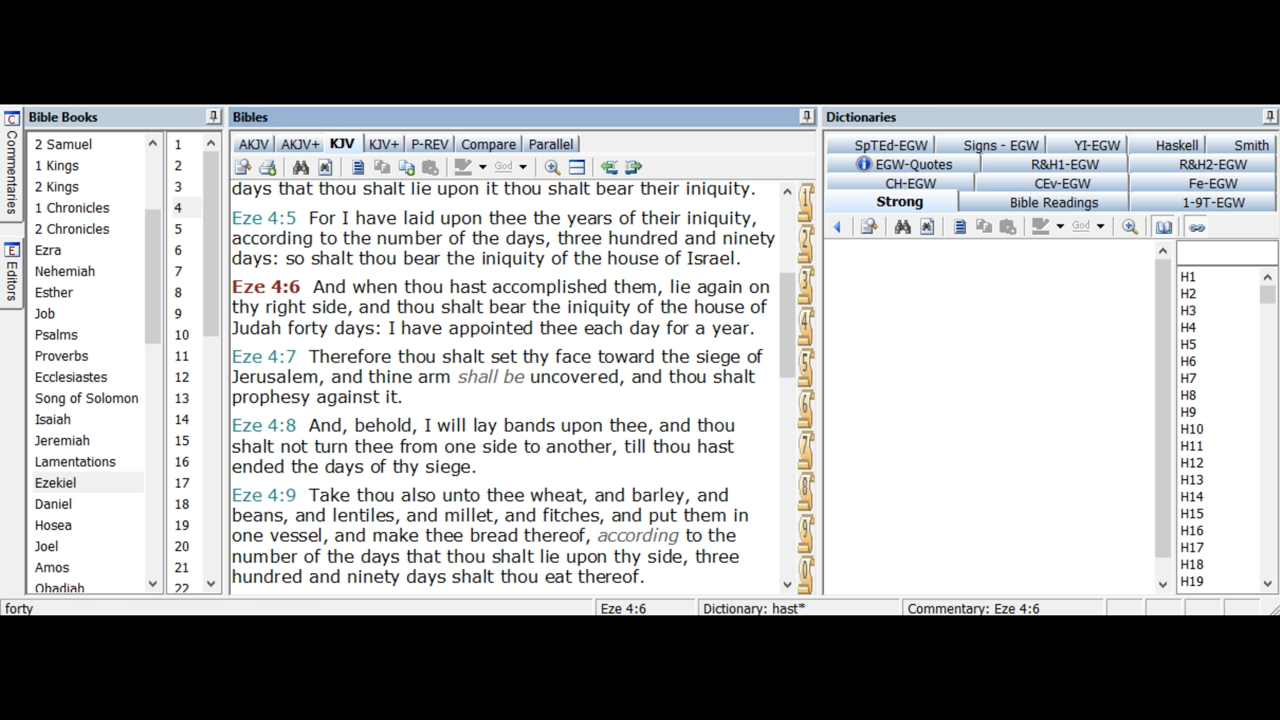 Bible Books
Bibles
Dictionaries
Commentaries
Editors
2 Samuel
1 Kings
2 Kings
1 Chronicles
2 Chronicles
Ezra
Nehemiah
Esther
Job
Psalms
Proverbs
Ecclesiastes
Song of Solomon
Isaiah
Jeremiah
Lamentations
Ezekiel
Daniel
Hosea
Joel
Amos
Obadiah
1
2
3
4
5
6
7
8
9
10
11
12
13
14
15
16
17
18
19
20
21
22
AKJV AKJV+ KJV KJV+ P-REV Compare Parallel
God
days that thou shalt lie upon it thou shalt bear their iniquity.
Eze 4:5 For I have laid upon thee the years of their iniquity,
according to the number of the days, three hundred and ninety
days: so shalt thou bear the iniquity of the house of Israel.
Eze 4:6 And when thou hast accomplished them, lie again on
thy right side, and thou shalt bear the iniquity of the house of
Judah forty days: I have appointed thee each day for a year.
Eze 4:7 Therefore thou shalt set thy face toward the siege of
Jerusalem, and thine arm shall be uncovered, and thou shalt
prophesy against it.
Eze 4:8 And, behold, I will lay bands upon thee, and thou
shalt not turn thee from one side to another, till thou hast
ended the days of thy siege.
Eze 4:9 Take thou also unto thee wheat, and barley, and
beans, and lentiles, and millet, and fitches, and put them in
one vessel, and make thee bread thereof, according to the
number of the days that thou shalt lie upon thy side, three
hundred and ninety days shalt thou eat thereof.
1
2
3
4
5
6
7
8
9
0
SpTEd-EGW Signs - EGW YI-EGW Haskell Smith
EGW-Quotes R&H1-EGW R&H2-EGW
CH-EGW CEv-EGW Fe-EGW
Strong Bible Readings 1-9T-EGW
God
H1
H2
H3
H4
H5
H6
H7
H8
H9
H10
H11
H12
H13
H14
H15
H16
H17
H18
H19
forty
Eze 4:6
Dictionary: hast*
Commentary: Eze 4:6